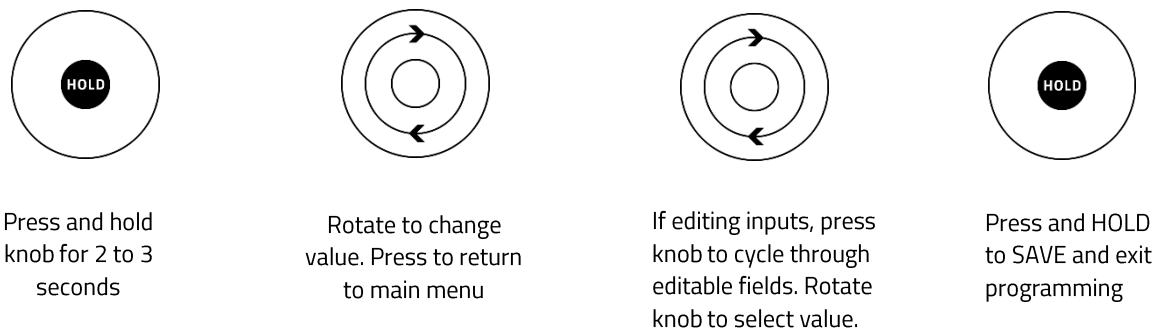 HOLD
Press and hold
knob for 2 to 3
seconds
Rotate to change
value. Press to return
to main menu
If editing inputs, press
knob to cycle through
editable fields. Rotate
knob to select value.
HOLD
Press and HOLD
to SAVE and exit
programming